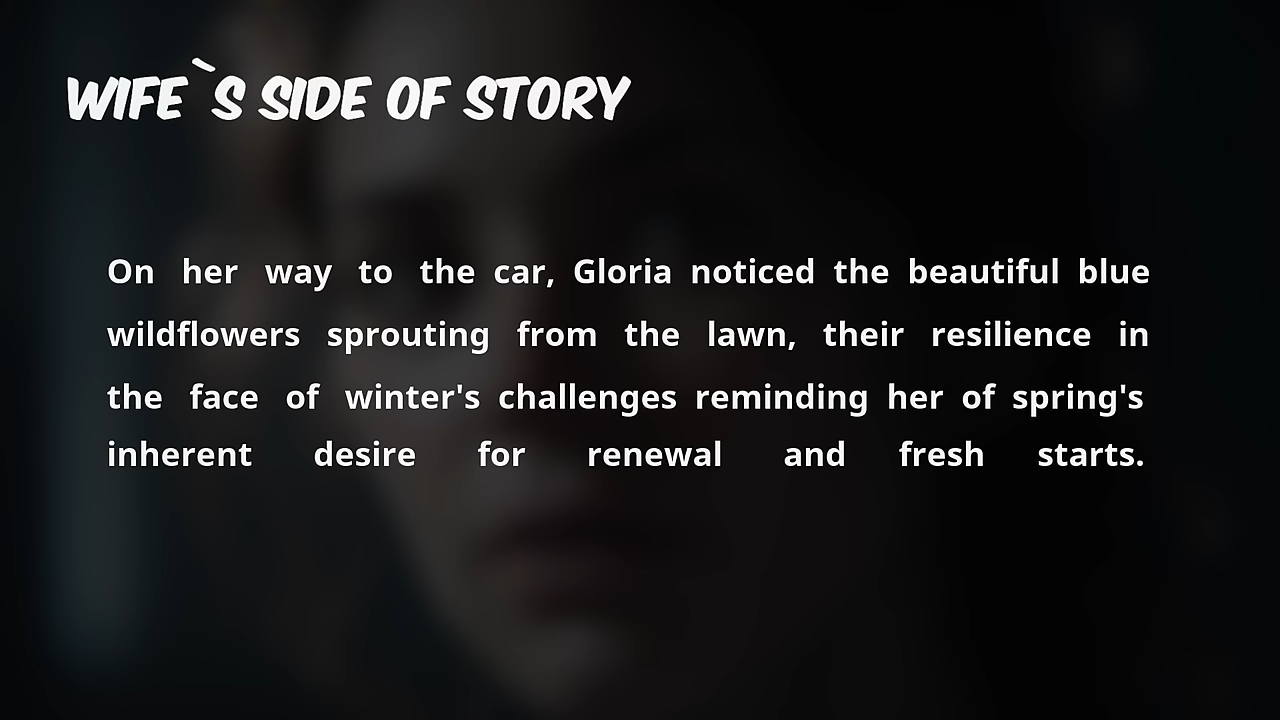 WIFE`S SIDE OF STORY
On her way to the car, Gloria noticed the beautiful blue
wildflowers sprouting from the lawn, their resilience in
the face of winter's challenges reminding her of spring's
inherent desire for renewal and fresh starts.